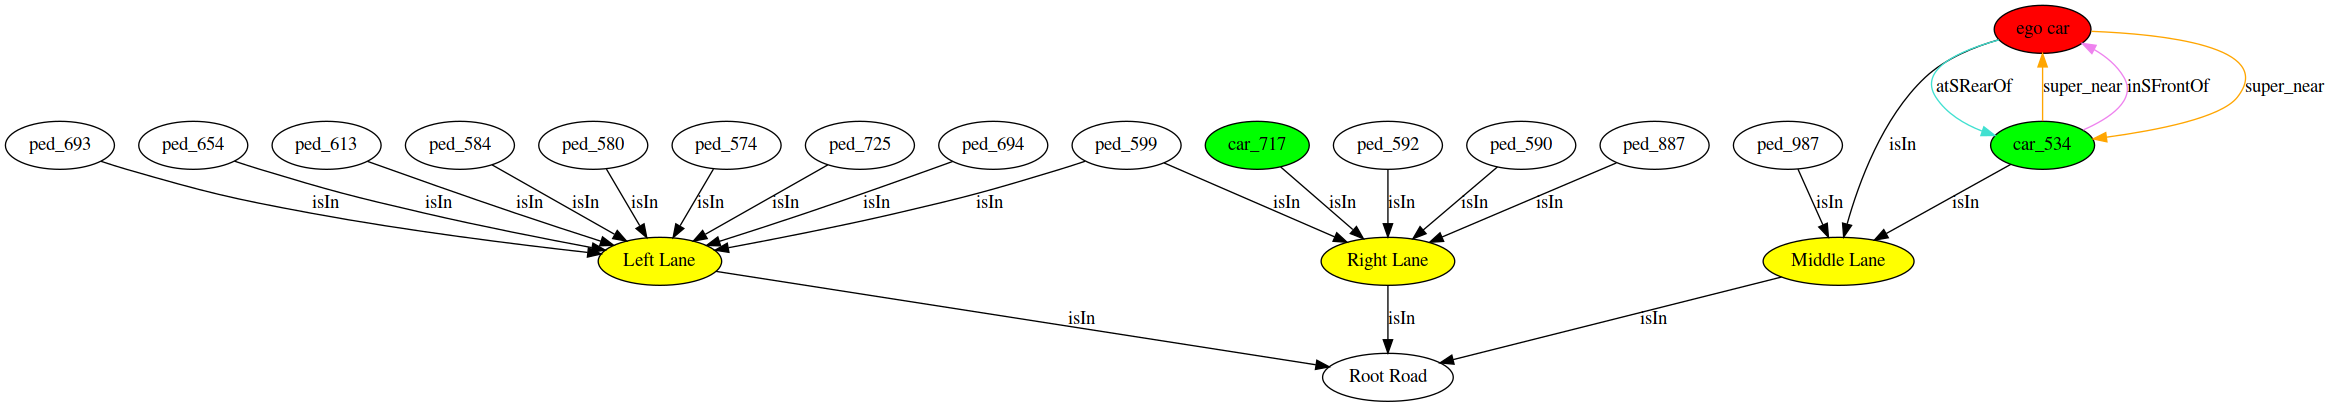 ego car
atSRearOf super_near inSFrontOf super_near
ped_693 ped_654 ped_613 ped_584 ped_580 ped_574 ped_725 ped_694 ped_599 car_717 ped_592 ped_590 ped_887 ped_987 car_534
isIn
isIn isIn isIn isIn isIn isIn isIn isIn isIn isIn isIn isIn isIn isIn isIn isIn
Left Lane Right Lane Middle Lane
isIn isIn isIn
Root Road